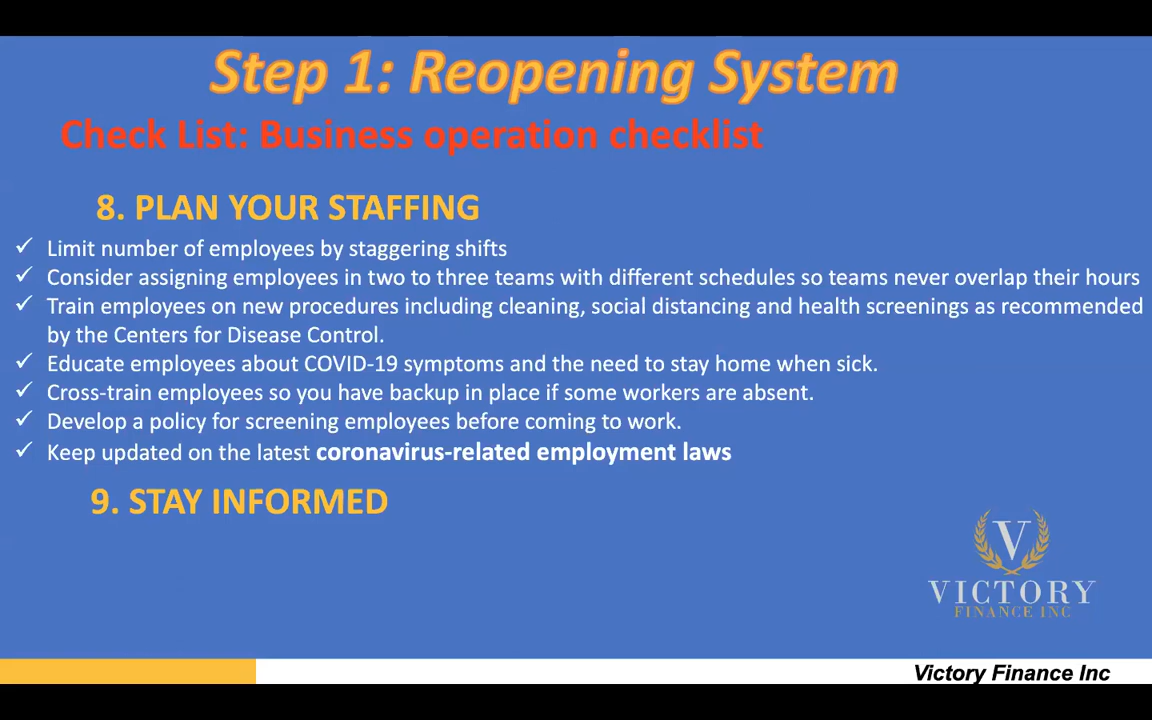 Step 1: Reopening System
Check List: Business operation checklist
8. PLAN YOUR STAFFING
✓ Limit number of employees by staggering shifts
✓ Consider assigning employees in two to three teams with different schedules so teams never overlap their hours
✓ Train employees on new procedures including cleaning, social distancing and health screenings as recommended
by the Centers for Disease Control.
✓ Educate employees about COVID-19 symptoms and the need to stay home when sick.
✓ Cross-train employees so you have backup in place if some workers are absent.
✓ Develop a policy for screening employees before coming to work.
✓ Keep updated on the latest coronavirus-related employment laws
9. STAY INFORMED
V
VICTORY
FINANCE INC
Victory Finance Inc